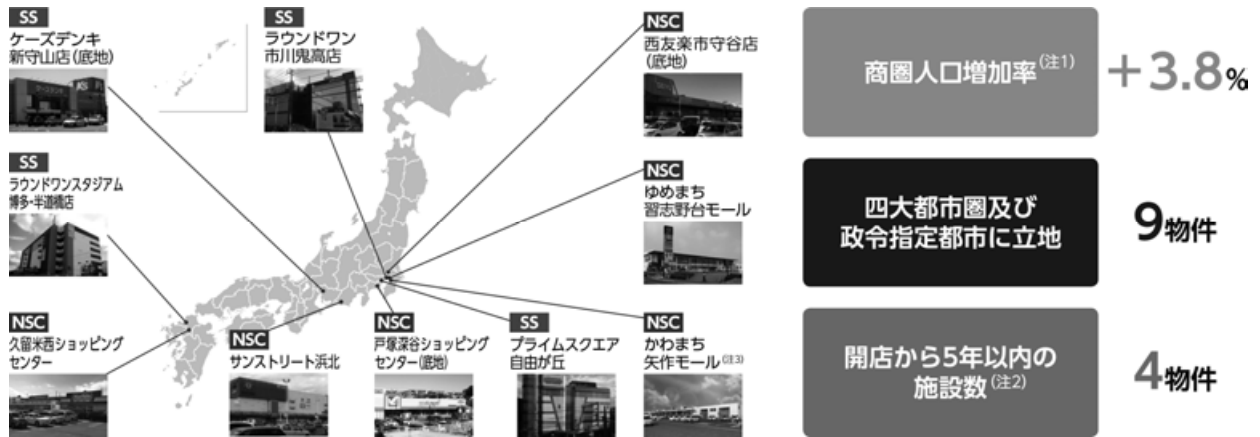 SS
ケーズデンキ
新守山店(底地)
SS
ラウンドワン
市川鬼高店
NSC
西友楽市守谷店
(底地)
SS
ラウンドワンスタジアム
博多・半道橋店
NSC
ゆめまち
習志野台モール
NSC
久留米西ショッピング
センター
NSC
サンストリート浜北
NSC
戸塚深谷ショッピング
センター(底地)
SS
プライムスクエア
自由が丘
NSC
かわまち
矢作モール(注3)
商圏人口増加率(注1)
+3.8%
四大都市圏及び
政令指定都市に立地
9物件
開店から5年以内の
施設数(注2)
4物件